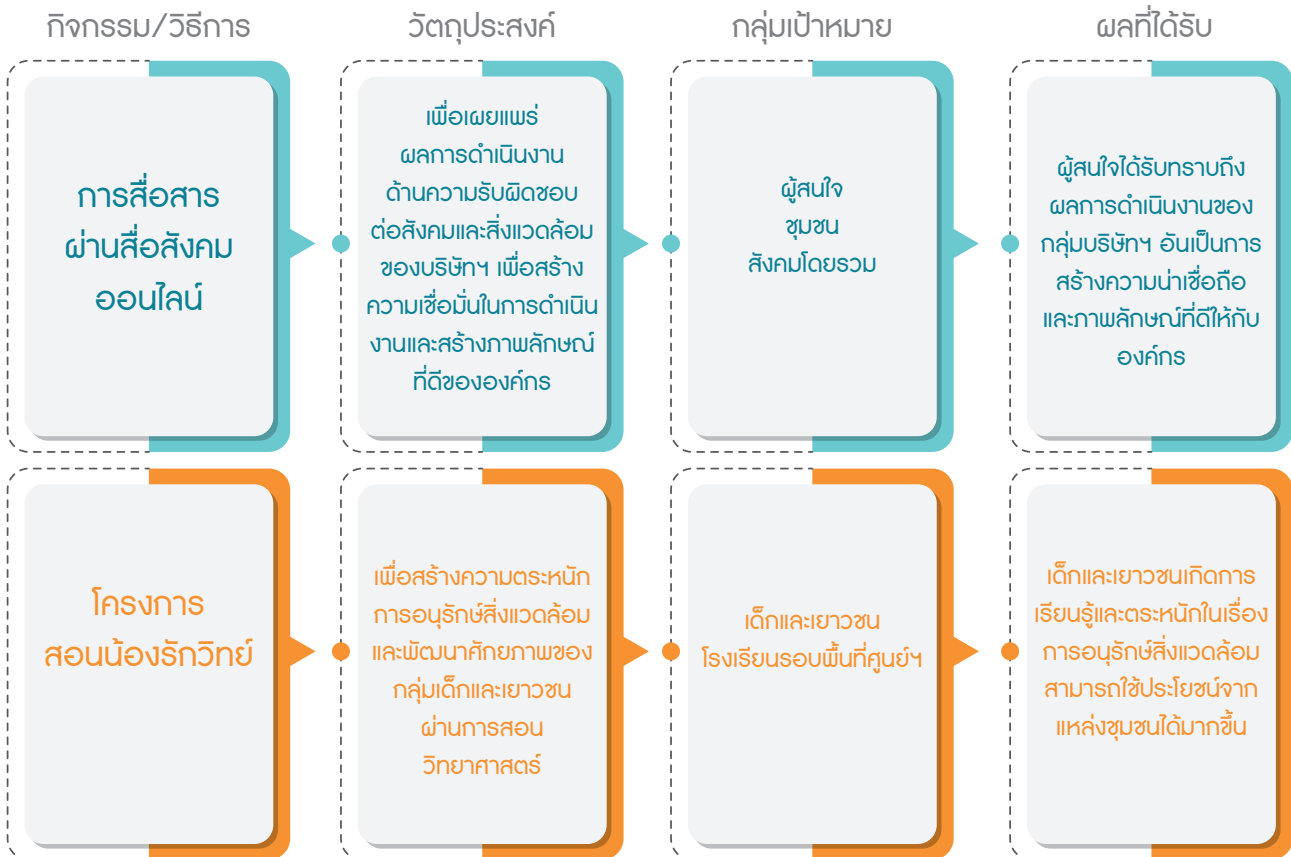 กิจกรรม/วิธีการ
วัตถุประสงค์
กลุ่มเป้าหมาย
ผลที่ได้รับ
การสื่อสาร
ผ่านสื่อสังคม
ออนไลน์
เพื่อเผยแพร่
ผลการดำเนินงาน
ด้านความรับผิดชอบ
ต่อสังคมและสิ่งแวดล้อม
ของบริษัทฯ เพื่อสร้าง
ความเชื่อมั่นในการดำเนิน
งานและสร้างภาพลักษณ์
ที่ดีขององค์กร
ผู้สนใจ
ชุมชน
สังคมโดยรวม
ผู้สนใจได้รับทราบถึง
ผลการดำเนินงานของ
กลุ่มบริษัทฯ อันเป็นการ
สร้างความน่าเชื่อถือ
และภาพลักษณ์ที่ดีให้กับ
องค์กร
โครงการ
สอนน้องรักวิทย์
เพื่อสร้างความตระหนัก
การอนุรักษ์สิ่งแวดล้อม
และพัฒนาศักยภาพของ
กลุ่มเด็กและเยาวชน
ผ่านการสอน
วิทยาศาสตร์
เด็กและเยาวชน
โรงเรียนรอบพื้นที่ศูนย์ฯ
เด็กและเยาวชนเกิดการ
เรียนรู้และตระหนักในเรื่อง
การอนุรักษ์สิ่งแวดล้อม
สามารถใช้ประโยชน์จาก
แหล่งชุมชนได้มากขึ้น